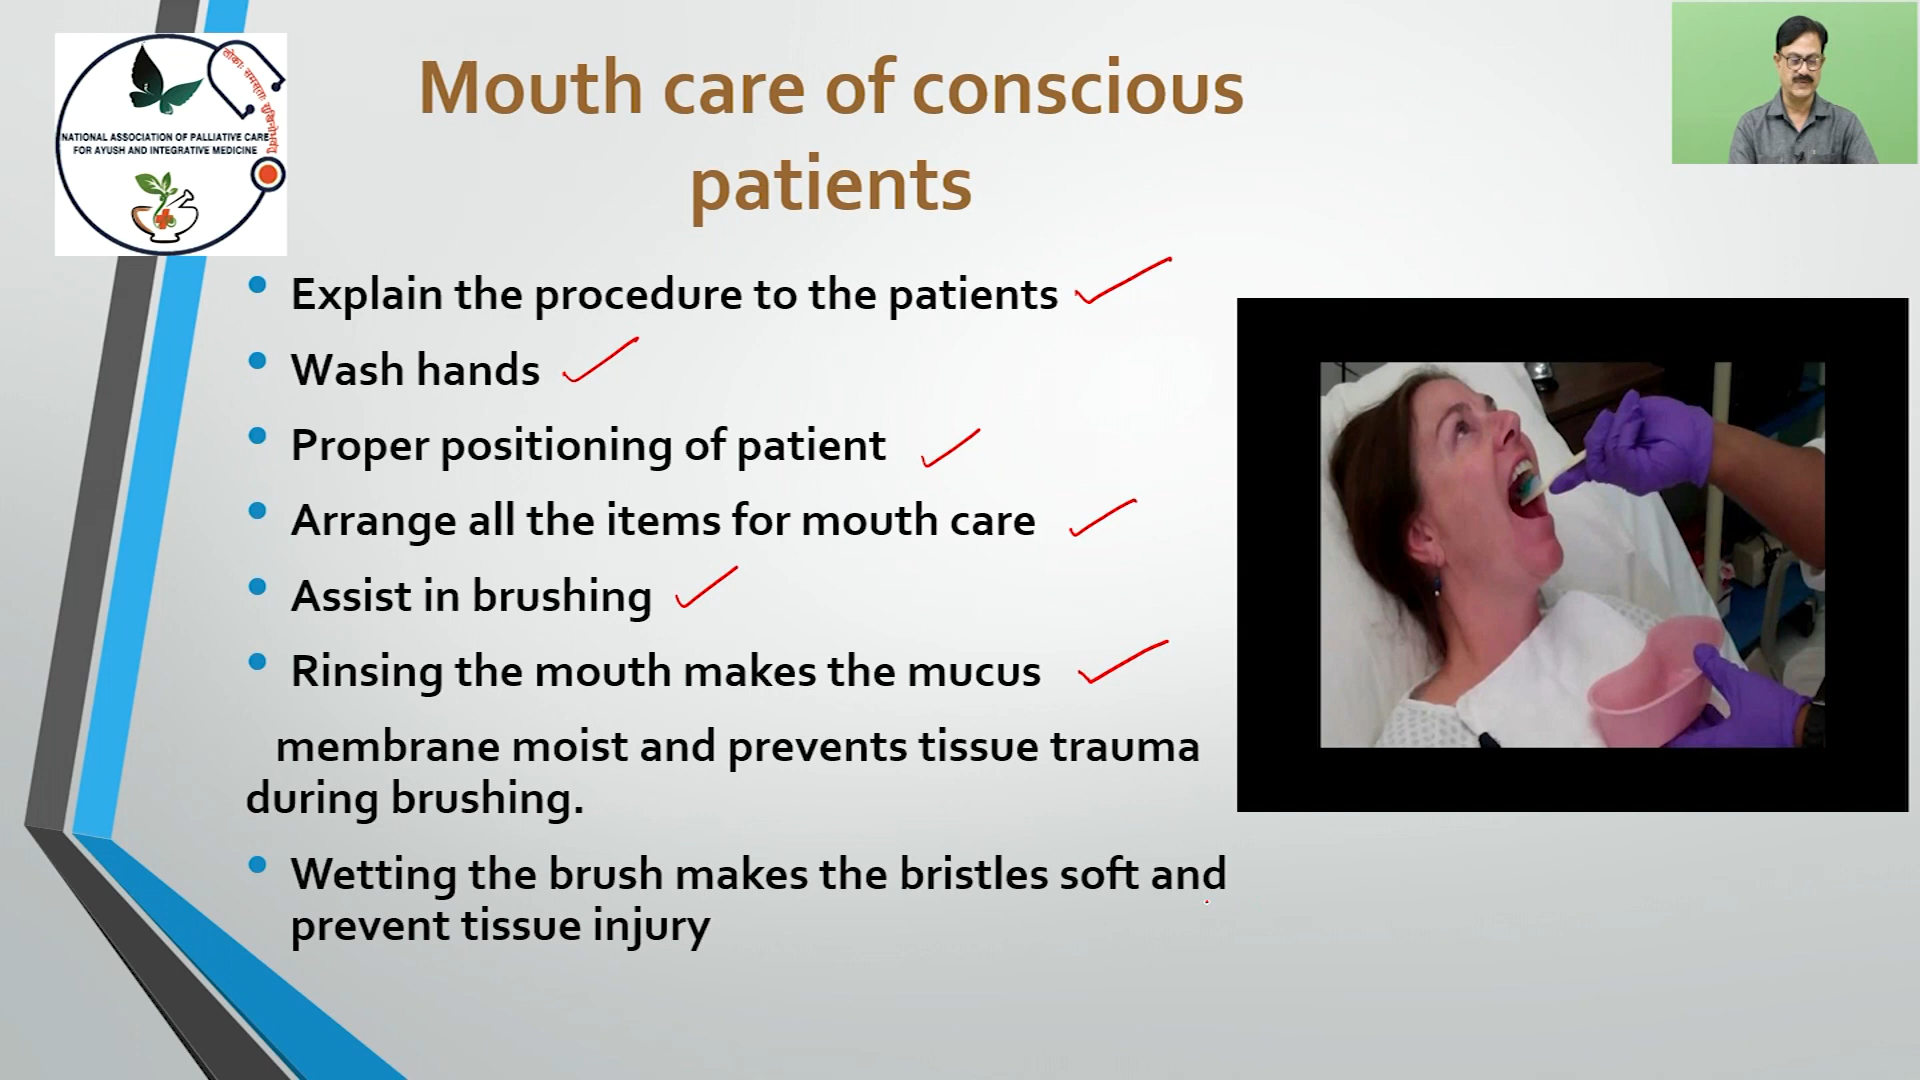 लोकाः समस्ताः सुखिनोभवन्तु
NATIONAL ASSOCIATION OF PALLIATIVE CARE
FOR AYUSH AND INTEGRATIVE MEDICINE
Mouth care of conscious
patients
• Explain the procedure to the patients
• Wash hands
• Proper positioning of patient
• Arrange all the items for mouth care
• Assist in brushing
• Rinsing the mouth makes the mucus
membrane moist and prevents tissue trauma
during brushing.
• Wetting the brush makes the bristles soft and
prevent tissue injury